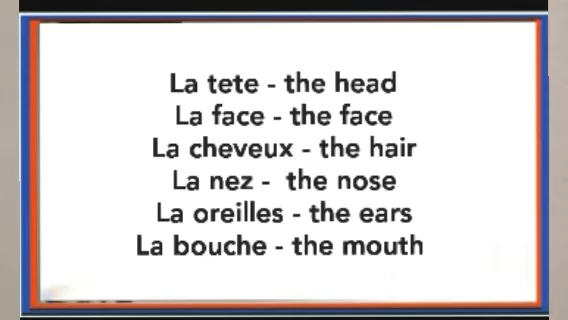 La tete - the head
La face - the face
La cheveux - the hair
La nez - the nose
La oreilles - the ears
La bouche - the mouth